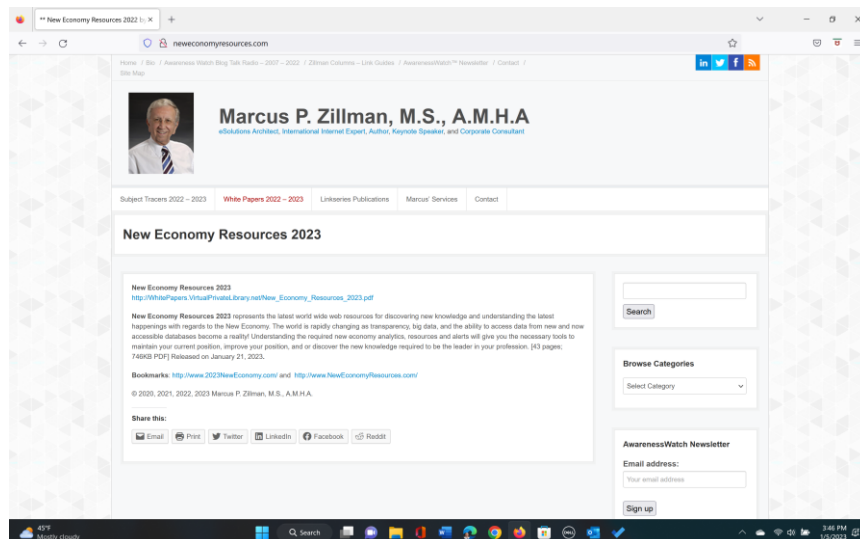 ** New Economy Resources 2022 by
neweconomyresources.com
Home / Bio / Awareness Watch Blog Talk Radio – 2007 – 2022 / Zillman Columns – Link Guides / AwarenessWatch™ Newsletter / Contact /
Site Map
Marcus P. Zillman, M.S., A.M.H.A
eSolutions Architect, International Internet Expert, Author, Keynote Speaker, and Corporate Consultant
Subject Tracers 2022 – 2023
White Papers 2022 – 2023
Linkseries Publications
Marcus' Services
Contact
New Economy Resources 2023
New Economy Resources 2023
http://WhitePapers.VirtualPrivateLibrary.net/New_Economy_Resources_2023.pdf
New Economy Resources 2023 represents the latest world wide web resources for discovering new knowledge and understanding the latest
happenings with regards to the New Economy. The world is rapidly changing as transparency, big data, and the ability to access data from new and now
accessible databases become a reality! Understanding the required new economy analytics, resources and alerts will give you the necessary tools to
maintain your current position, improve your position, and or discover the new knowledge required to be the leader in your profession. [43 pages;
746KB PDF] Released on January 21, 2023.
Bookmarks: http://www.2023NewEconomy.com/ and http://www.NewEconomyResources.com/
© 2020, 2021, 2022, 2023 Marcus P. Zillman, M.S., A.M.H.A.
Share this:
Email
Print
Twitter
LinkedIn
Facebook
Reddit
Search
Browse Categories
Select Category
AwarenessWatch Newsletter
Email address:
Your email address
Sign up
45°F
Mostly cloudy
Search
3:46 PM
1/5/2023